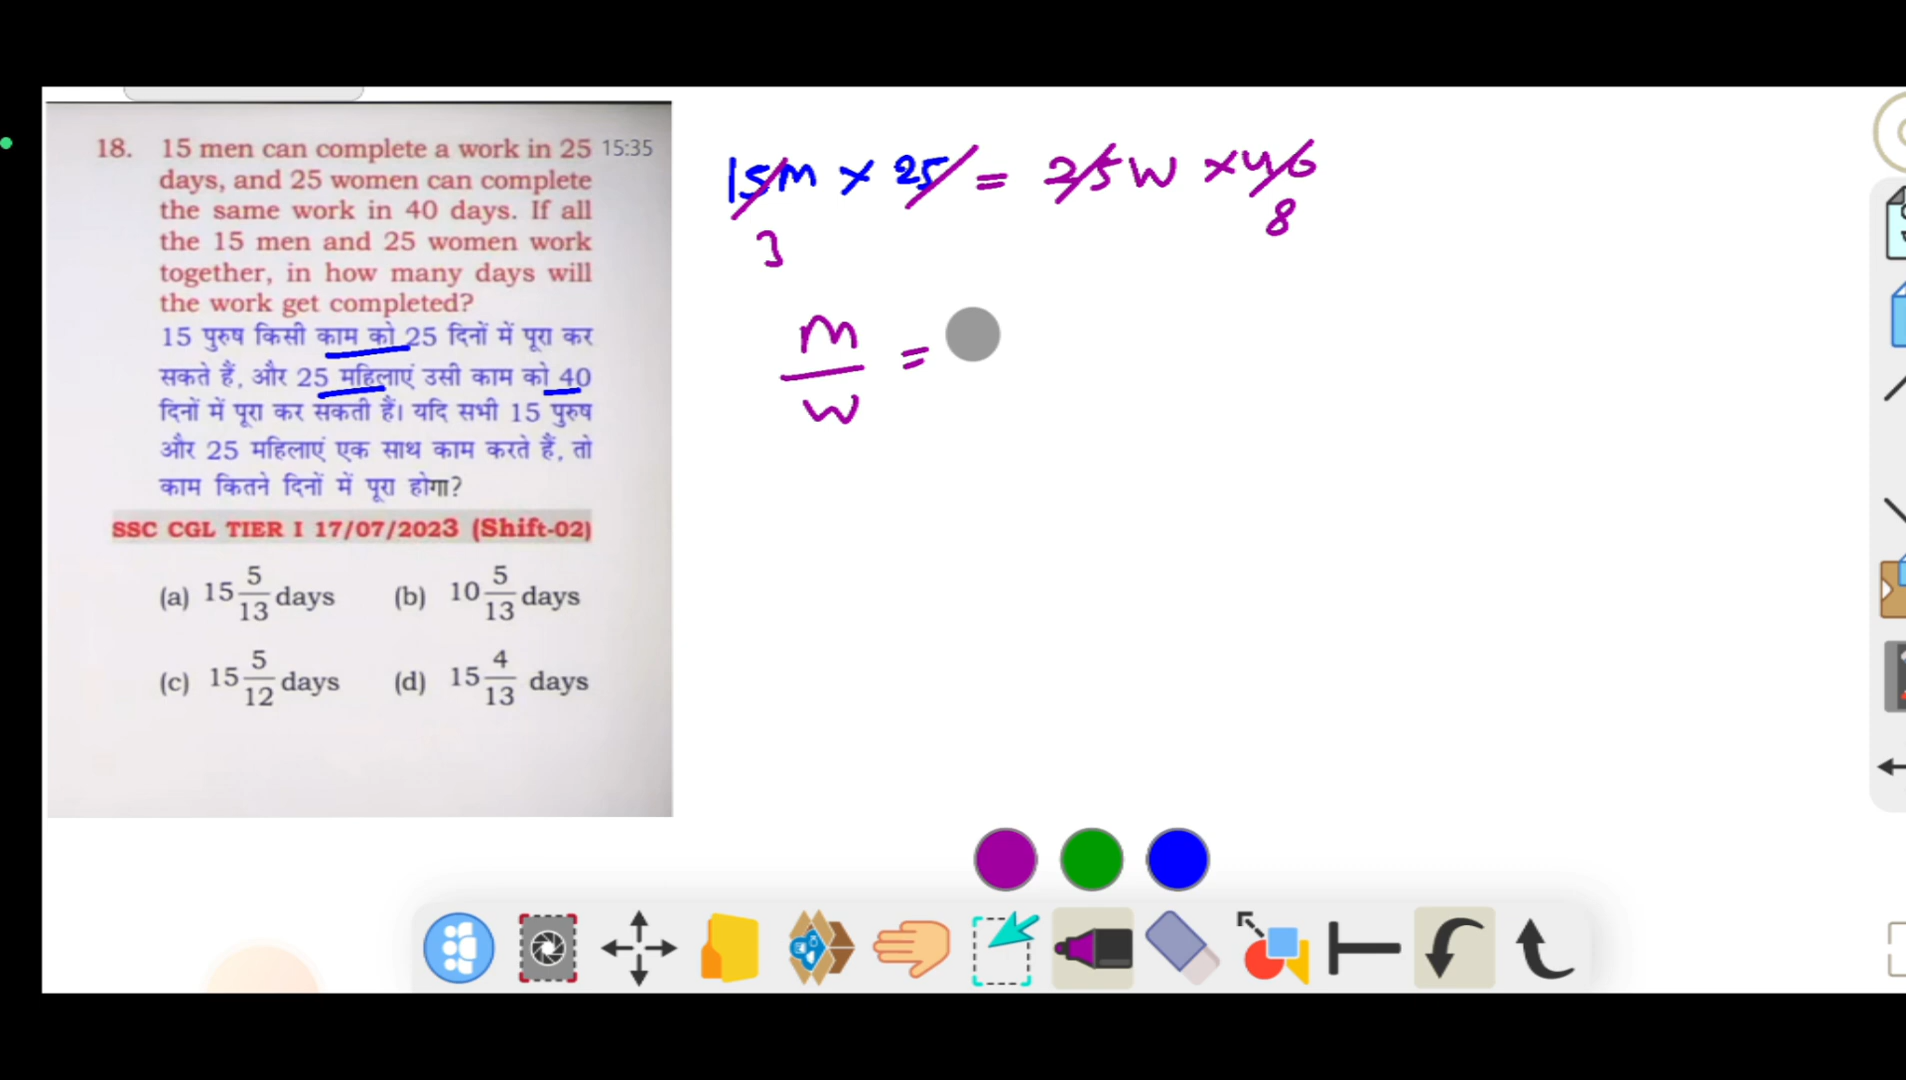 18. 15 men can complete a work in 25 15:35
days, and 25 women can complete
the same work in 40 days. If all
the 15 men and 25 women work
together, in how many days will
the work get completed?
15 पुरुष किसी काम को 25 दिनों में पूरा कर
सकते हैं, और 25 महिलाएं उसी काम को 40
दिनों में पूरा कर सकती हैं। यदि सभी 15 पुरुष
और 25 महिलाएं एक साथ काम करते हैं, तो
काम कितने दिनों में पूरा होगा?
SSC CGL TIER I 17/07/2023 (Shift-02)
(a) 15 5/13 days (b) 10 5/13 days
(c) 15 5/12 days (d) 15 4/13 days
15m × 25 = 25W × 40
3 8
m/w =